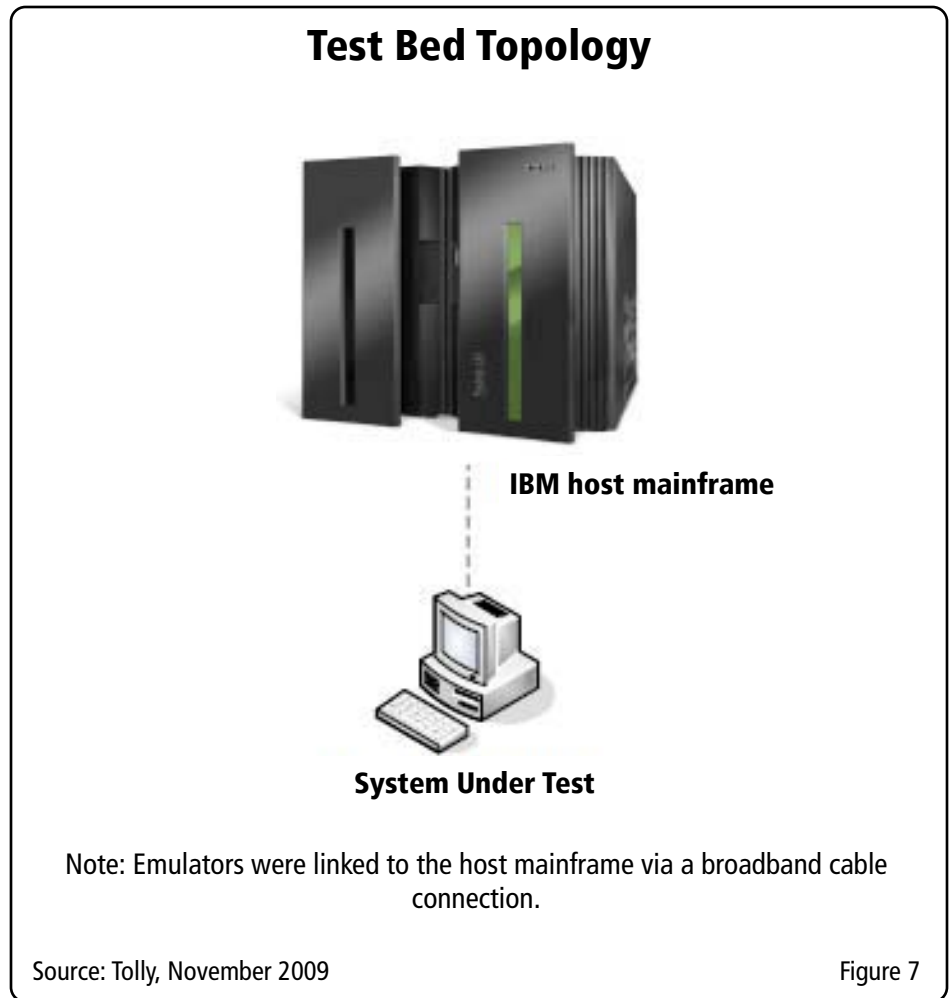 Test Bed Topology
IBM host mainframe
System Under Test
Note: Emulators were linked to the host mainframe via a broadband cable
connection.
Source: Tolly, November 2009
Figure 7